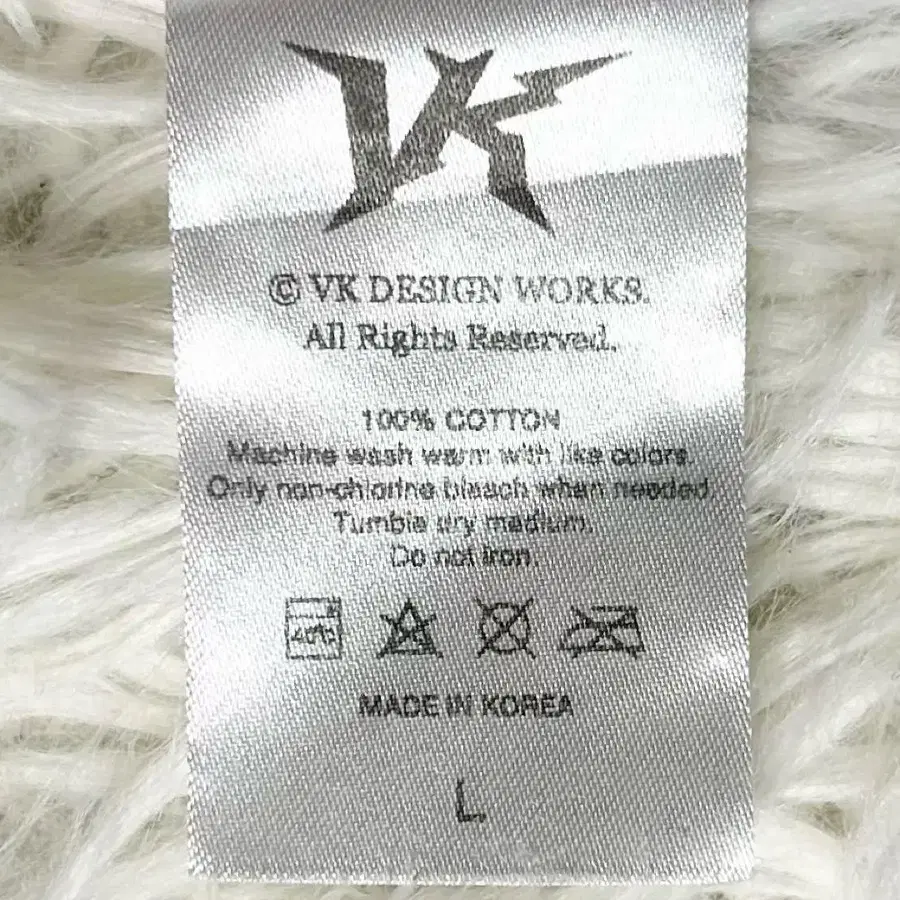 VK
© VK DESIGN WORKS.
All Rights Reserved.
100% COTTON
Machine wash warm with like colors.
Only non-chlorine bleach when needed.
Tumble dry medium.
Do not iron.
40℃
MADE IN KOREA
L